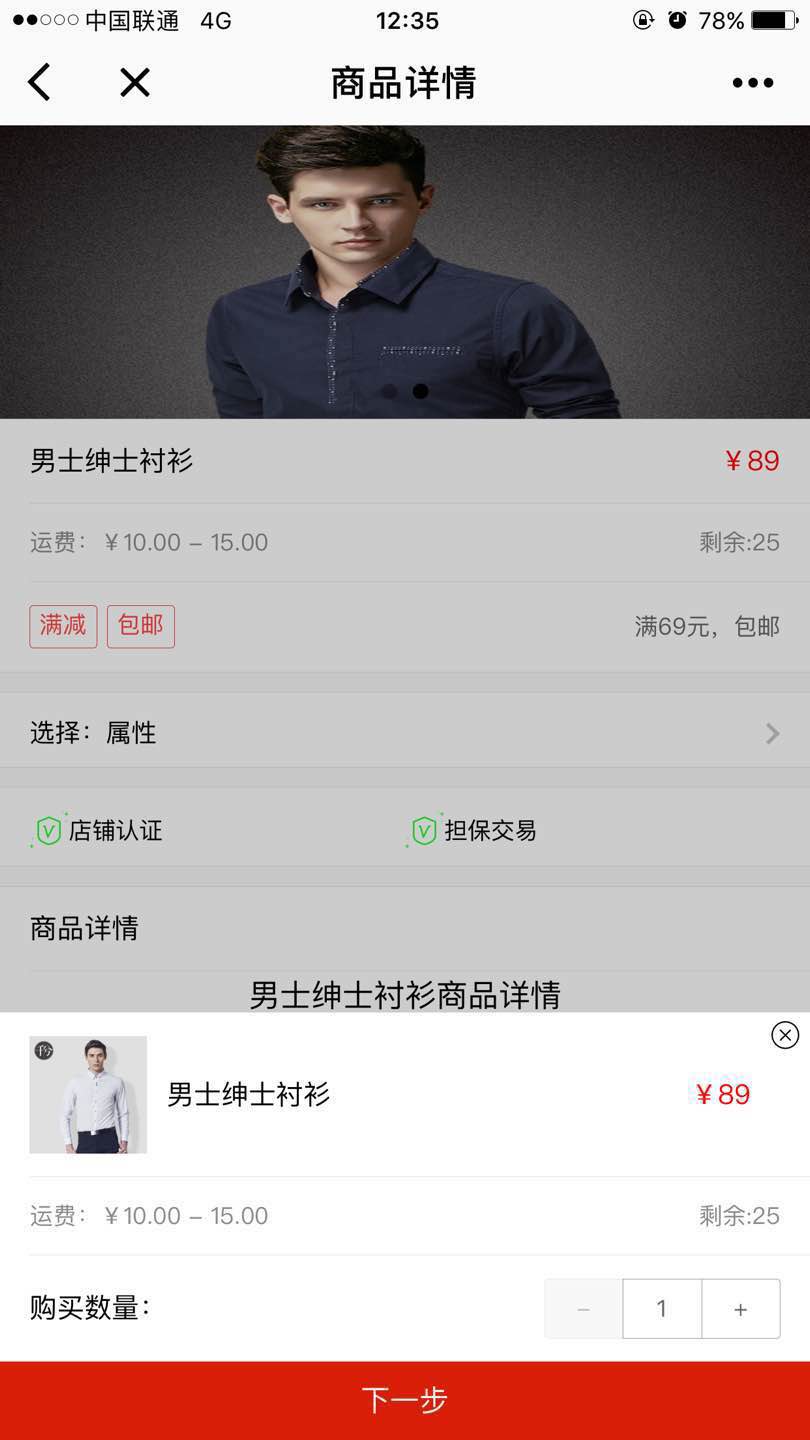 中国联通 4G 12:35 78%
商品详情
男士绅士衬衫 ¥89
运费：¥10.00 – 15.00 剩余:25
满减 包邮 满69元，包邮
选择：属性
店铺认证 担保交易
商品详情
男士绅士衬衫商品详情
男士绅士衬衫 ¥89
运费：¥10.00 – 15.00 剩余:25
购买数量： − 1 +
下一步